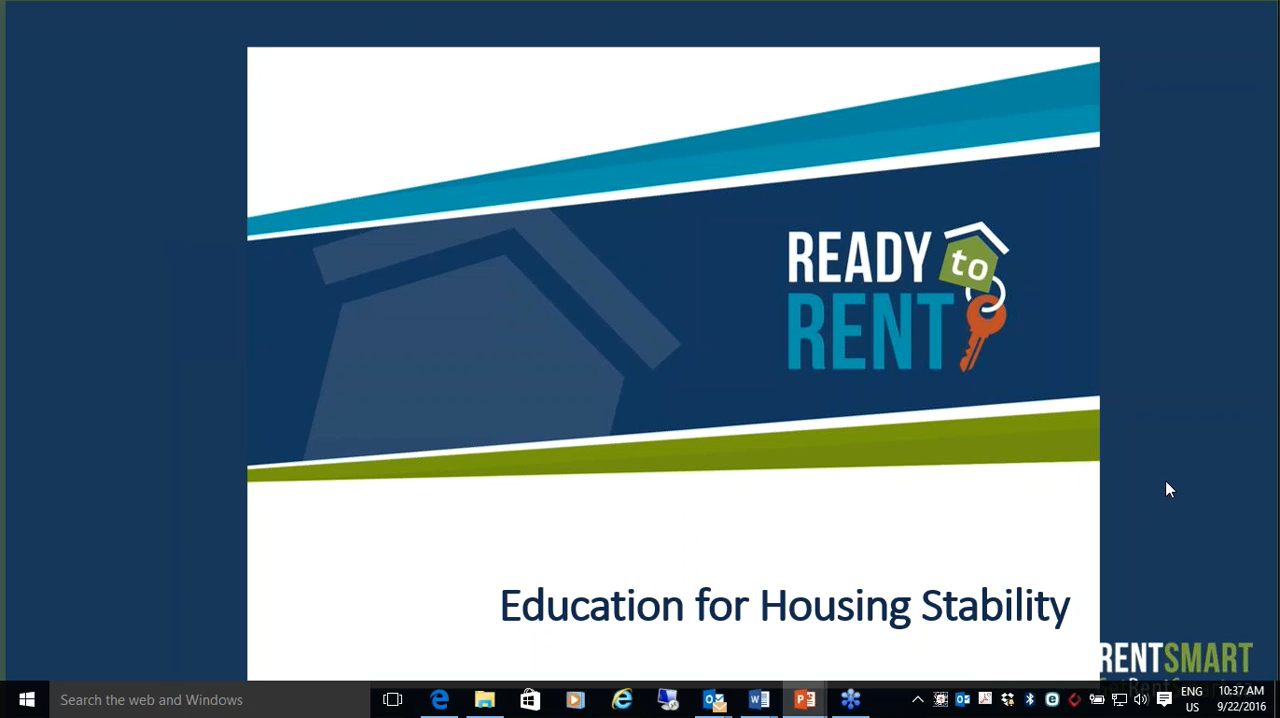 READY to
RENT
Education for Housing Stability
RENTSMART
Search the web and Windows
ENG
US
10:37 AM
9/22/2016